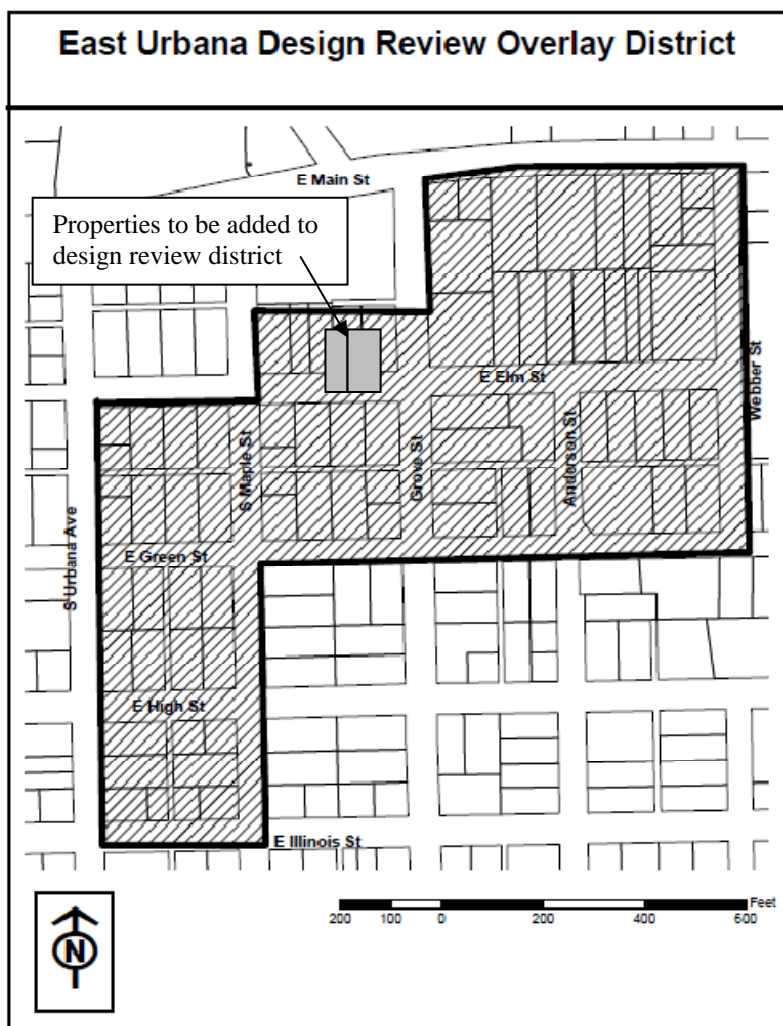 East Urbana Design Review Overlay District
E Main St
Properties to be added to
design review district
E Elm St
Webber St
S Maple St
Grove St
Anderson St
S Urbana Ave
E Green St
E High St
E Illinois St
Feet
200 100 0 200 400 600
N